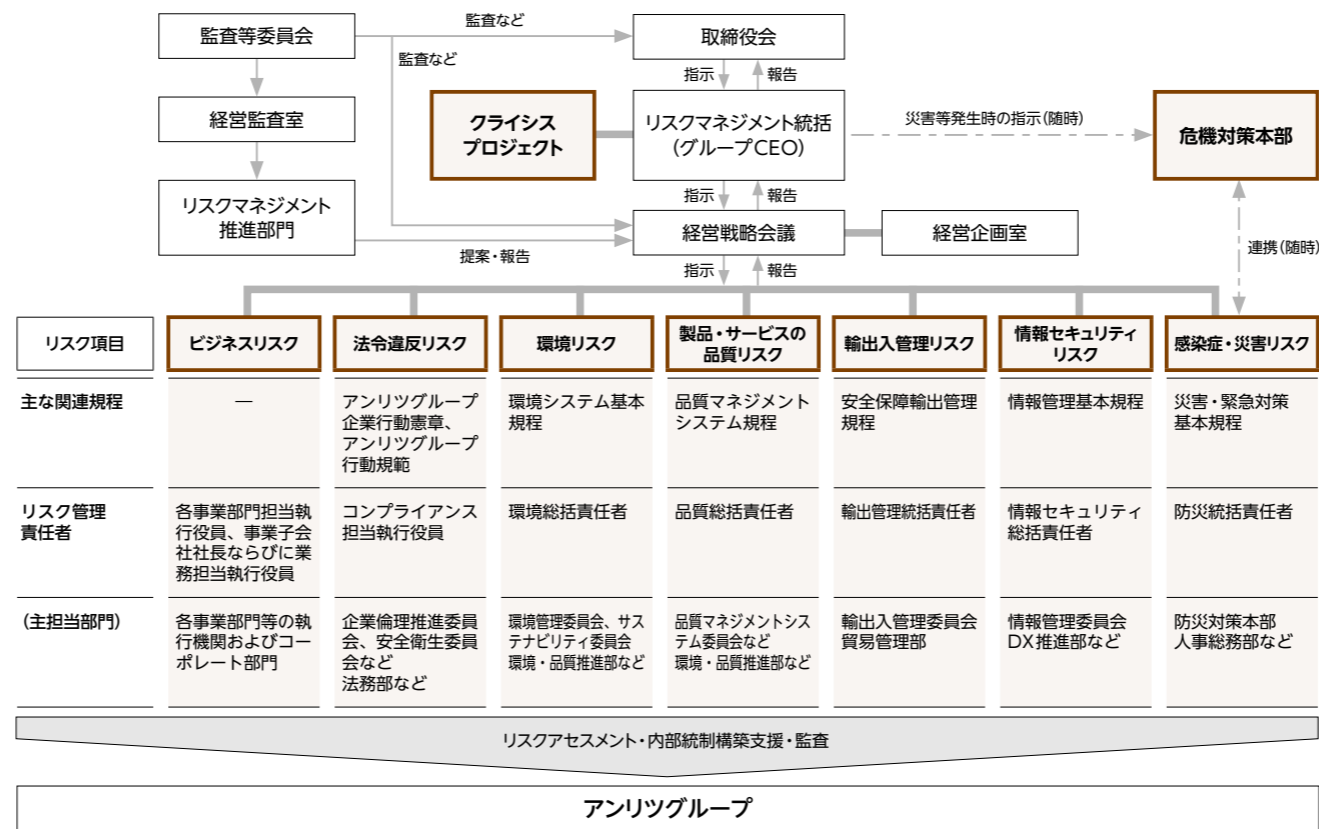 監査等委員会
監査など
取締役会
監査など
指示
報告
経営監査室
クライシス
プロジェクト
リスクマネジメント統括
(グループCEO)
災害等発生時の指示(随時)
危機対策本部
リスクマネジメント
推進部門
指示
報告
経営戦略会議
経営企画室
提案・報告
連携(随時)
指示
報告
リスク項目
ビジネスリスク
法令違反リスク
環境リスク
製品・サービスの
品質リスク
輸出入管理リスク
情報セキュリティ
リスク
感染症・災害リスク
主な関連規程
―
アンリツグループ
企業行動憲章、
アンリツグループ
行動規範
環境システム基本
規程
品質マネジメント
システム規程
安全保障輸出管理
規程
情報管理基本規程
災害・緊急対策
基本規程
リスク管理
責任者
各事業部門担当執
行役員、事業子会
社社長ならびに業
務担当執行役員
コンプライアンス
担当執行役員
環境総括責任者
品質総括責任者
輸出管理統括責任者
情報セキュリティ
総括責任者
防災統括責任者
(主担当部門)
各事業部門等の執
行機関およびコー
ポレート部門
企業倫理推進委員
会、安全衛生委員
会など
法務部など
環境管理委員会、サス
テナビリティ委員会
環境・品質推進部など
品質マネジメントシス
テム委員会など
環境・品質推進部など
輸出入管理委員会
貿易管理部
情報管理委員会
DX推進部など
防災対策本部
人事総務部など
リスクアセスメント・内部統制構築支援・監査
アンリツグループ